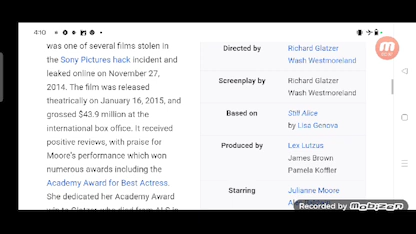 4:10
was one of several films stolen in
the Sony Pictures hack incident and
leaked online on November 27,
2014. The film was released
theatrically on January 16, 2015, and
grossed $43.9 million at the
international box office. It received
positive reviews, with praise for
Moore's performance which won
numerous awards including the
Academy Award for Best Actress.
She dedicated her Academy Award
Directed by
Richard Glatzer
Wash Westmoreland
Screenplay by
Richard Glatzer
Wash Westmoreland
Based on
Still Alice
by Lisa Genova
Produced by
Lex Lutzus
James Brown
Pamela Koffler
Starring
Julianne Moore
Recorded by Mobizen